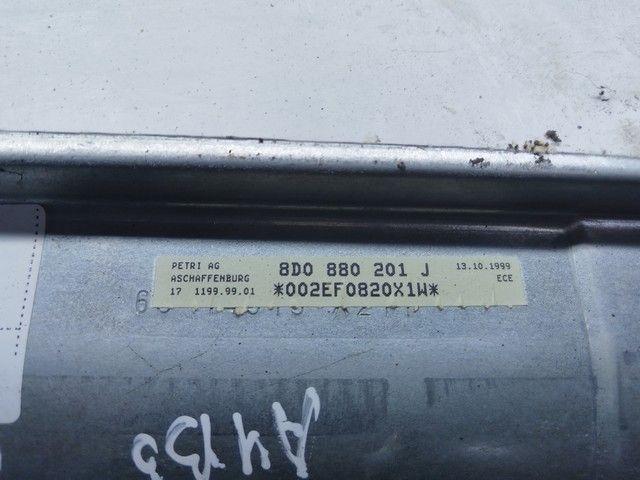 PETRI AG
ASCHAFFENBURG
17 1199.99.01
8D0 880 201 J
*002EF0820X1W*
13.10.1999
ECE